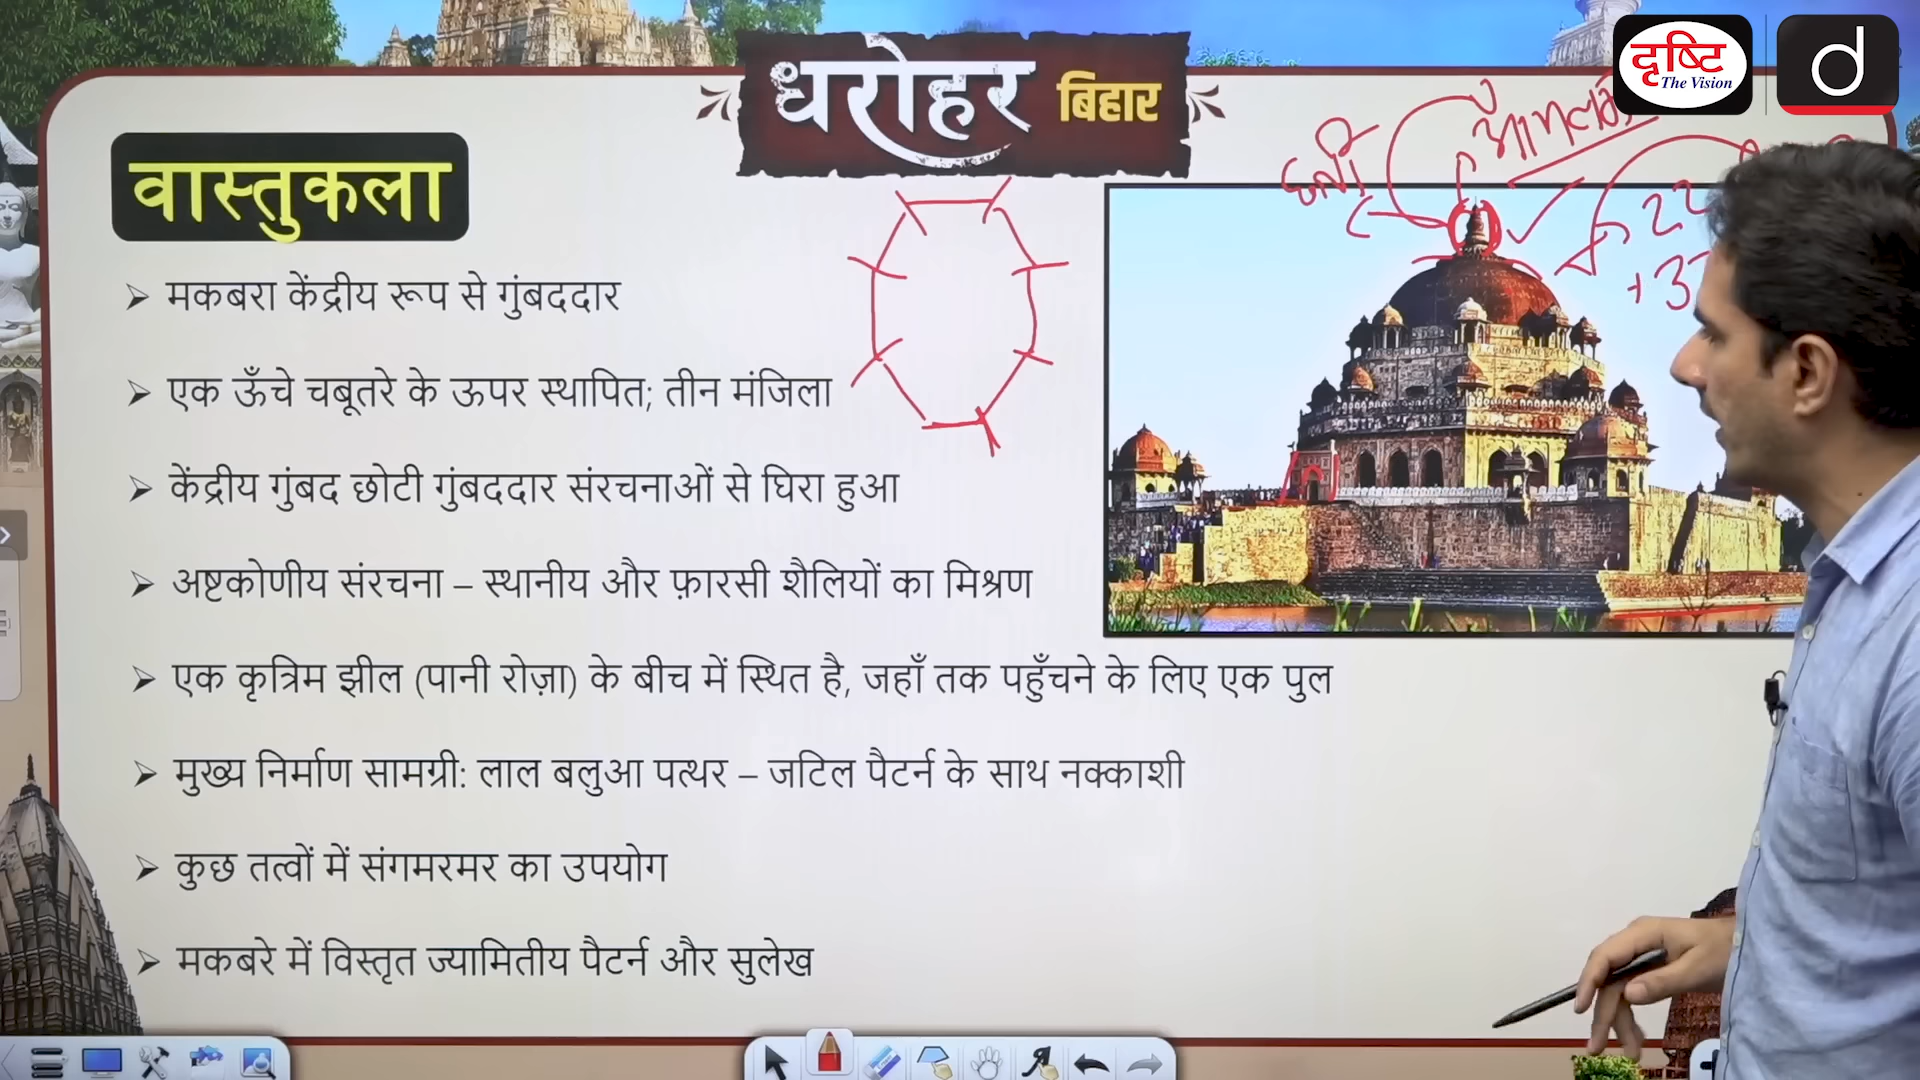 धरोहर बिहार
दृष्टि
The Vision
d
आमलक
वास्तुकला
➢ मकबरा केंद्रीय रूप से गुंबददार
➢ एक ऊँचे चबूतरे के ऊपर स्थापित; तीन मंजिला
➢ केंद्रीय गुंबद छोटी गुंबददार संरचनाओं से घिरा हुआ
➢ अष्टकोणीय संरचना – स्थानीय और फ़ारसी शैलियों का मिश्रण
➢ एक कृत्रिम झील (पानी रोज़ा) के बीच में स्थित है, जहाँ तक पहुँचने के लिए एक पुल
➢ मुख्य निर्माण सामग्री: लाल बलुआ पत्थर – जटिल पैटर्न के साथ नक्काशी
➢ कुछ तत्वों में संगमरमर का उपयोग
➢ मकबरे में विस्तृत ज्यामितीय पैटर्न और सुलेख